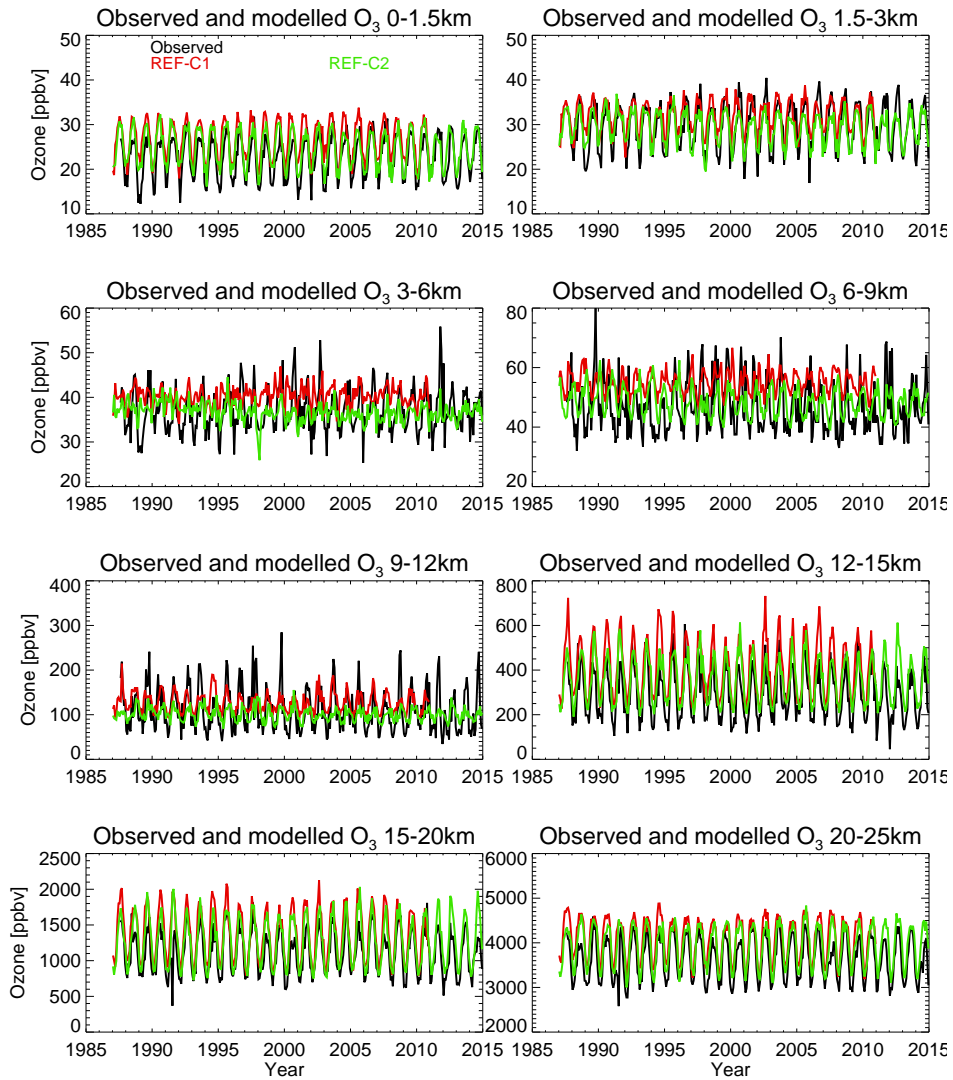 Observed and modelled O₃ 0-1.5km
Observed
REF-C1
REF-C2
Ozone [ppbv]
50
40
30
20
10
1985 1990 1995 2000 2005 2010 2015
Observed and modelled O₃ 1.5-3km
50
40
30
20
10
1985 1990 1995 2000 2005 2010 2015
Observed and modelled O₃ 3-6km
Ozone [ppbv]
60
50
40
30
20
1985 1990 1995 2000 2005 2010 2015
Observed and modelled O₃ 6-9km
80
60
40
20
1985 1990 1995 2000 2005 2010 2015
Observed and modelled O₃ 9-12km
Ozone [ppbv]
400
300
200
100
0
1985 1990 1995 2000 2005 2010 2015
Observed and modelled O₃ 12-15km
800
600
400
200
0
1985 1990 1995 2000 2005 2010 2015
Observed and modelled O₃ 15-20km
Ozone [ppbv]
2500
2000
1500
1000
500
0
1985 1990 1995 2000 2005 2010 2015
Year
Observed and modelled O₃ 20-25km
6000
5000
4000
3000
2000
1985 1990 1995 2000 2005 2010 2015
Year